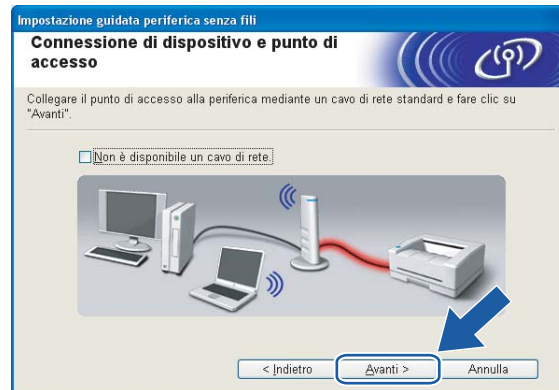 Impostazione guidata periferica senza fili
Connessione di dispositivo e punto di
accesso
Collegare il punto di accesso alla periferica mediante un cavo di rete standard e fare clic su
"Avanti".
Non è disponibile un cavo di rete.
< Indietro
Avanti >
Annulla